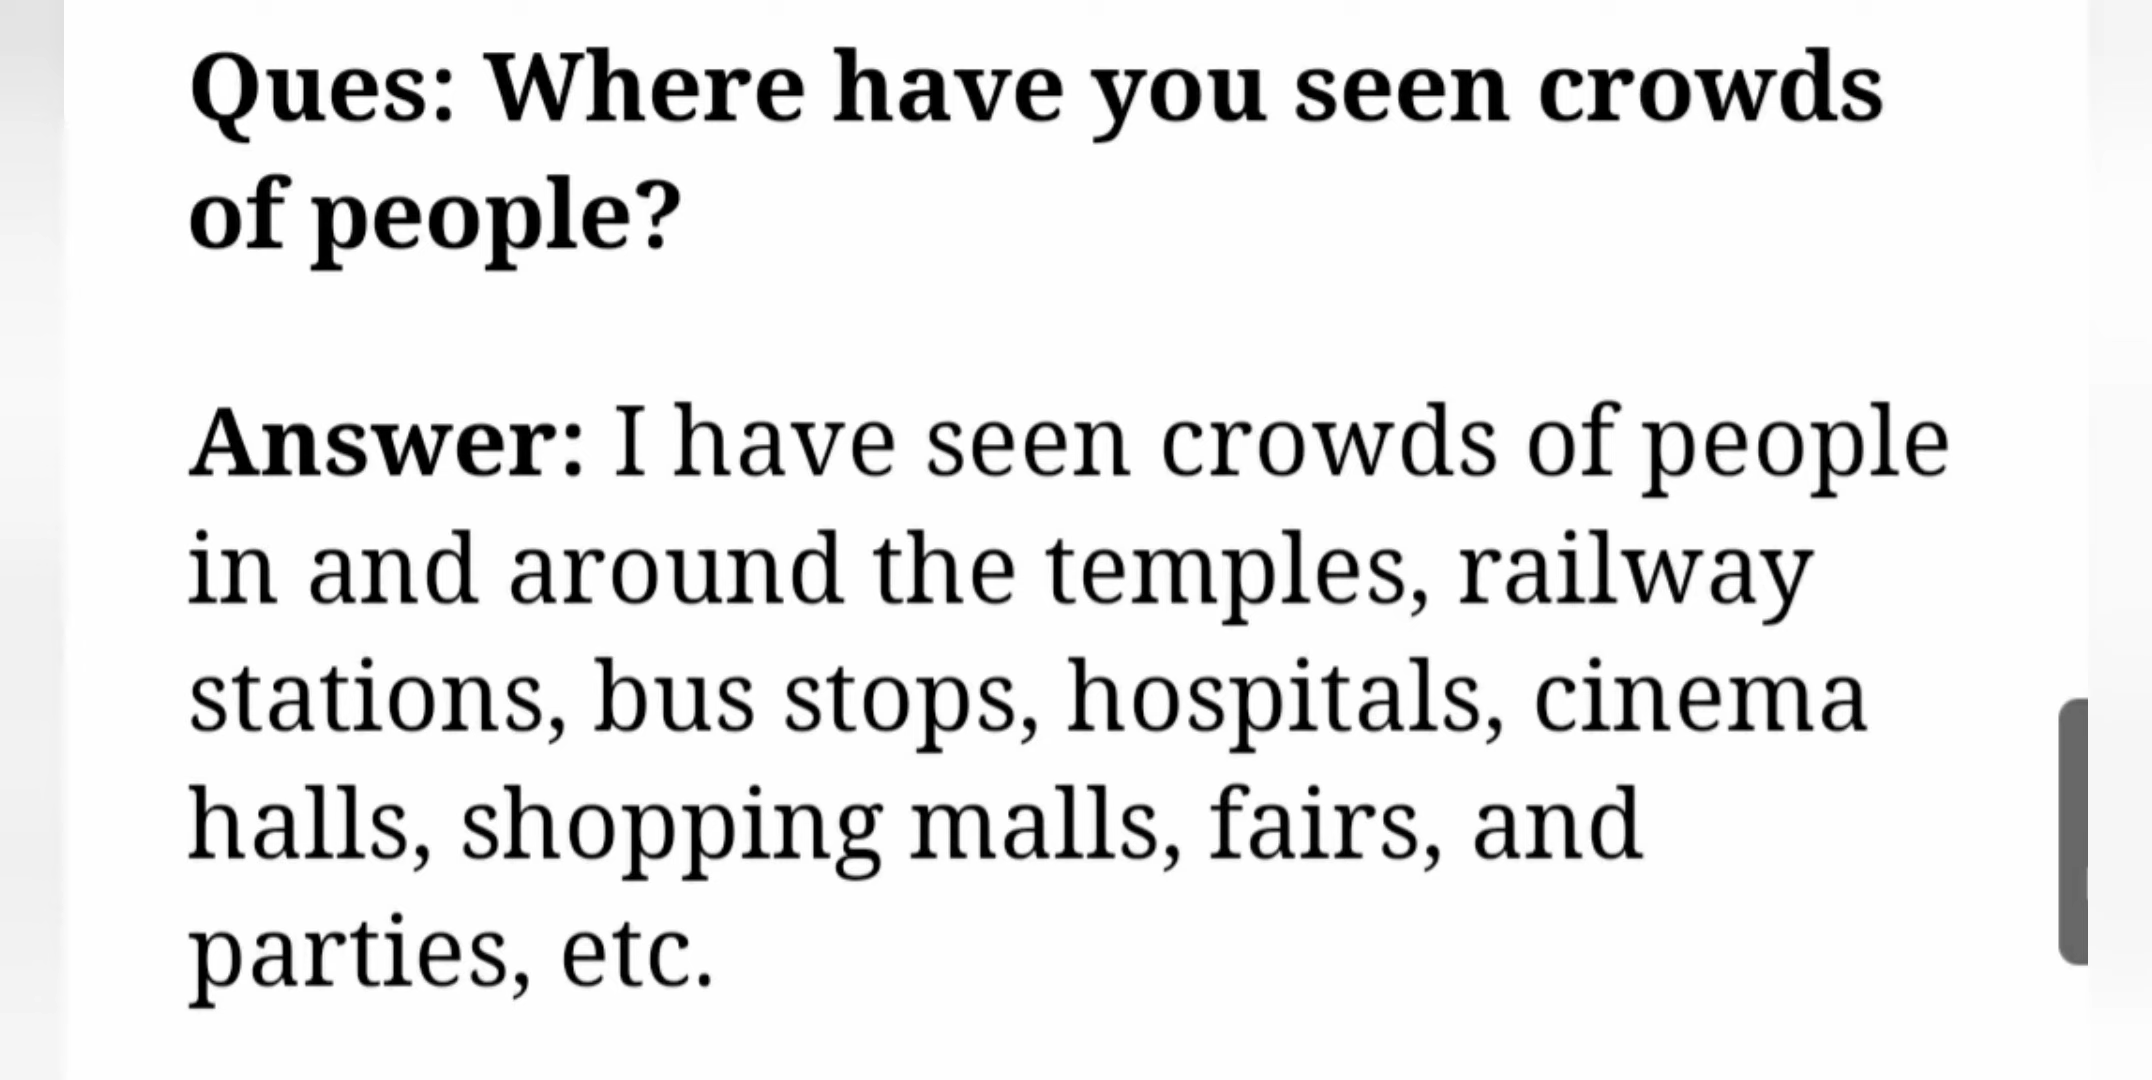 Ques: Where have you seen crowds
of people?
Answer: I have seen crowds of people
in and around the temples, railway
stations, bus stops, hospitals, cinema
halls, shopping malls, fairs, and
parties, etc.